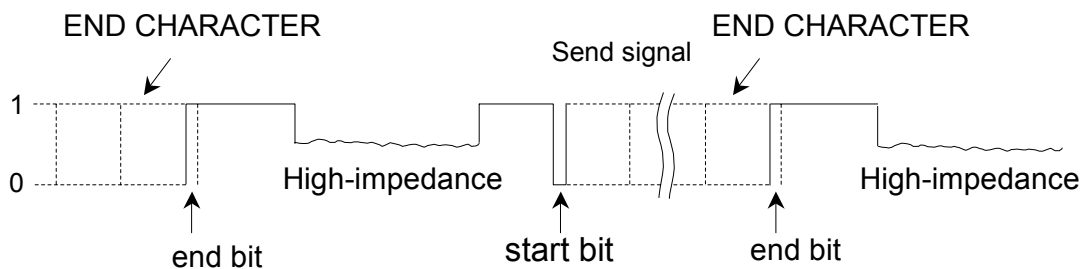 END CHARACTER
END CHARACTER
Send signal
1
0
High-impedance
High-impedance
end bit
start bit
end bit